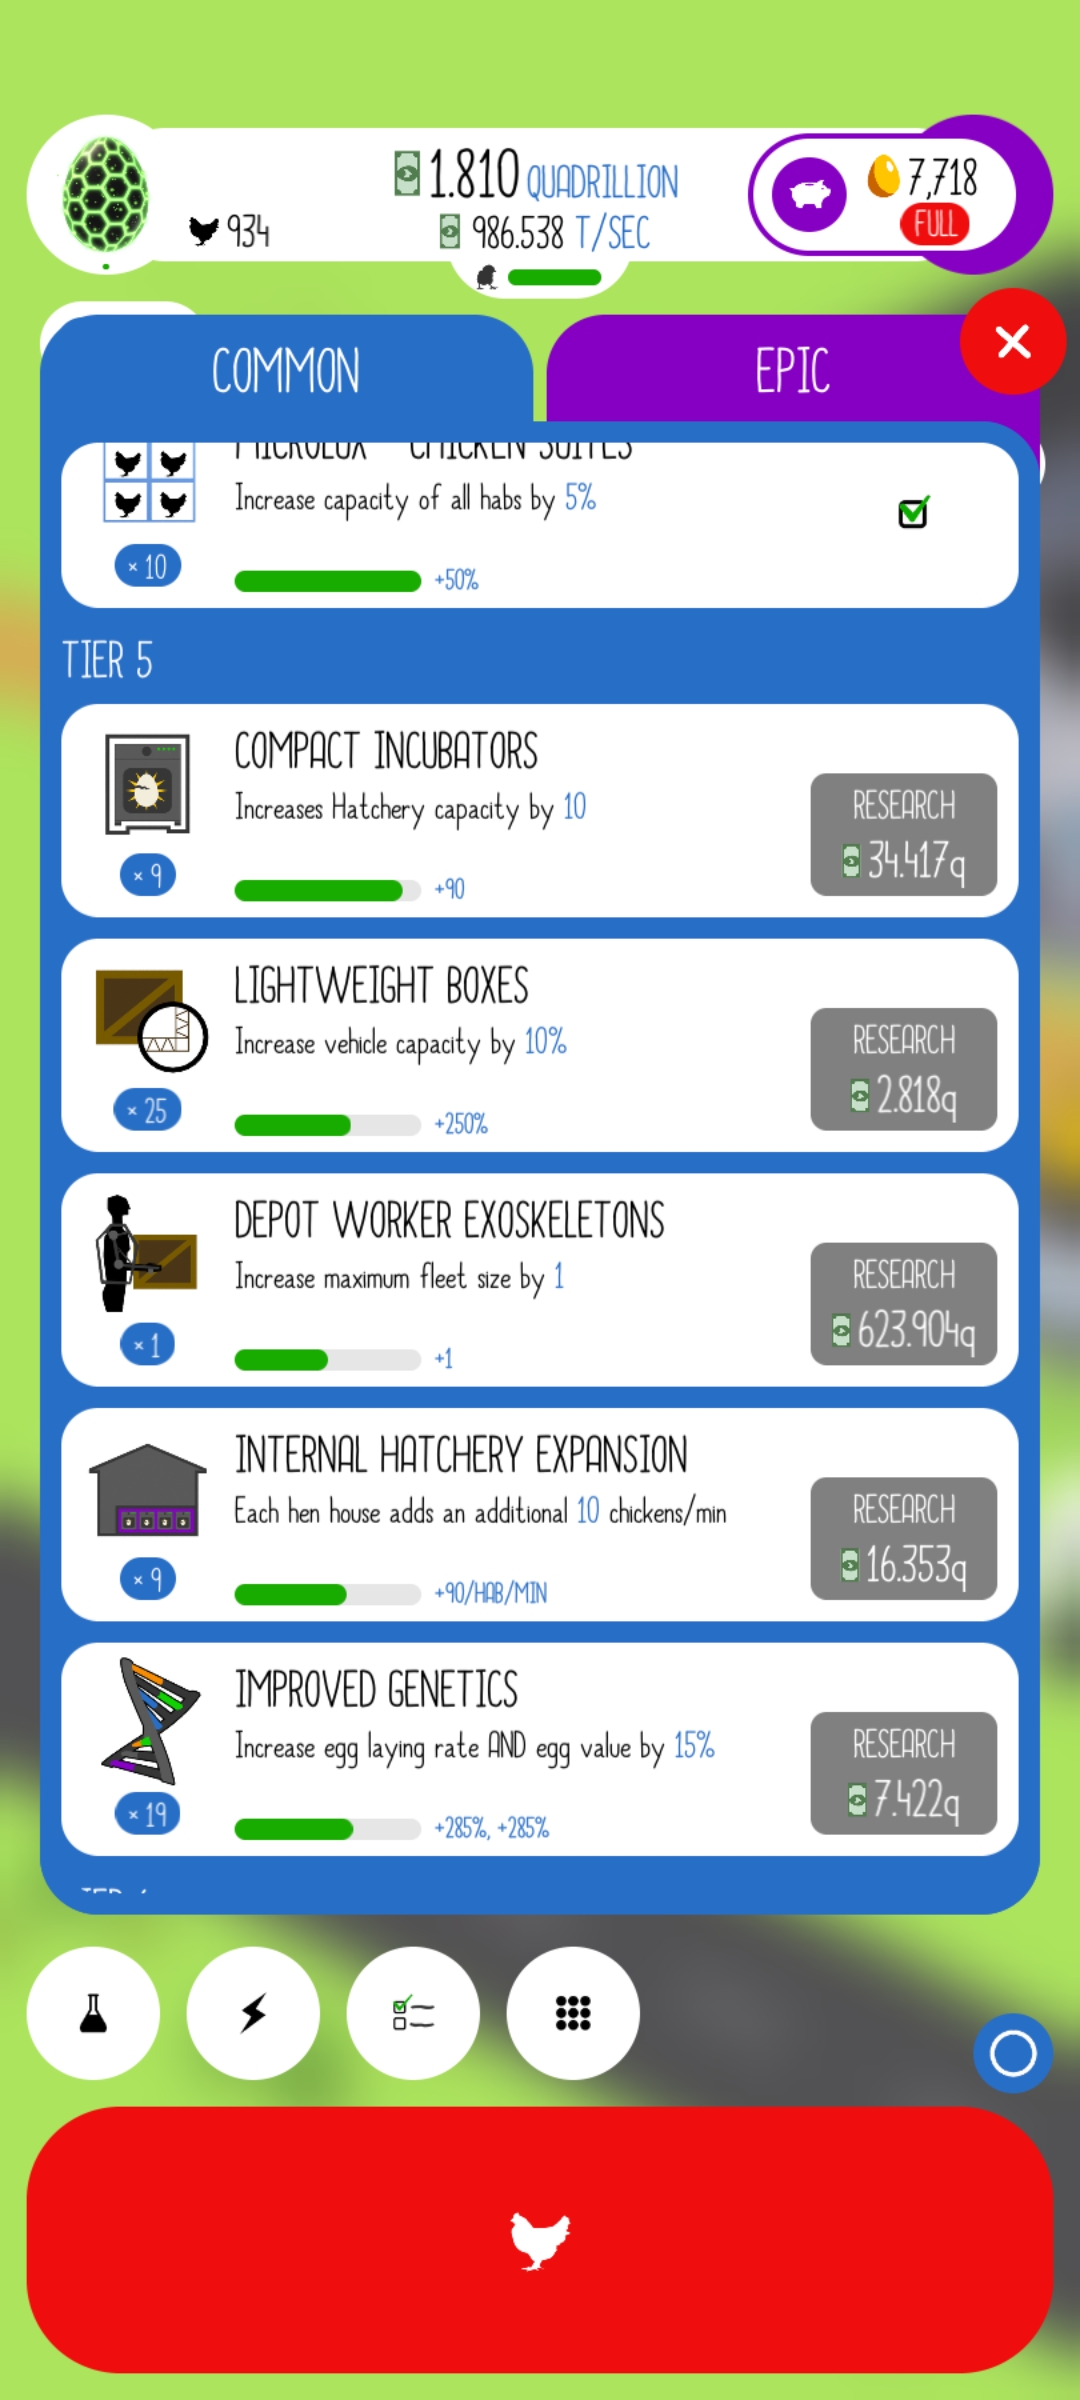 1.810 QUADRILLION
7,718
934
986.538 T/SEC
FULL
COMMON
EPIC
MICROLUX™ CHICKEN SUITES
Increase capacity of all habs by 5%
× 10
+50%
TIER 5
COMPACT INCUBATORS
Increases Hatchery capacity by 10
RESEARCH
34.417q
× 9
+90
LIGHTWEIGHT BOXES
Increase vehicle capacity by 10%
RESEARCH
2.818q
× 25
+250%
DEPOT WORKER EXOSKELETONS
Increase maximum fleet size by 1
RESEARCH
623.904q
× 1
+1
INTERNAL HATCHERY EXPANSION
Each hen house adds an additional 10 chickens/min
RESEARCH
16.353q
× 9
+90/HAB/MIN
IMPROVED GENETICS
Increase egg laying rate AND egg value by 15%
RESEARCH
7.422q
× 19
+285%, +285%